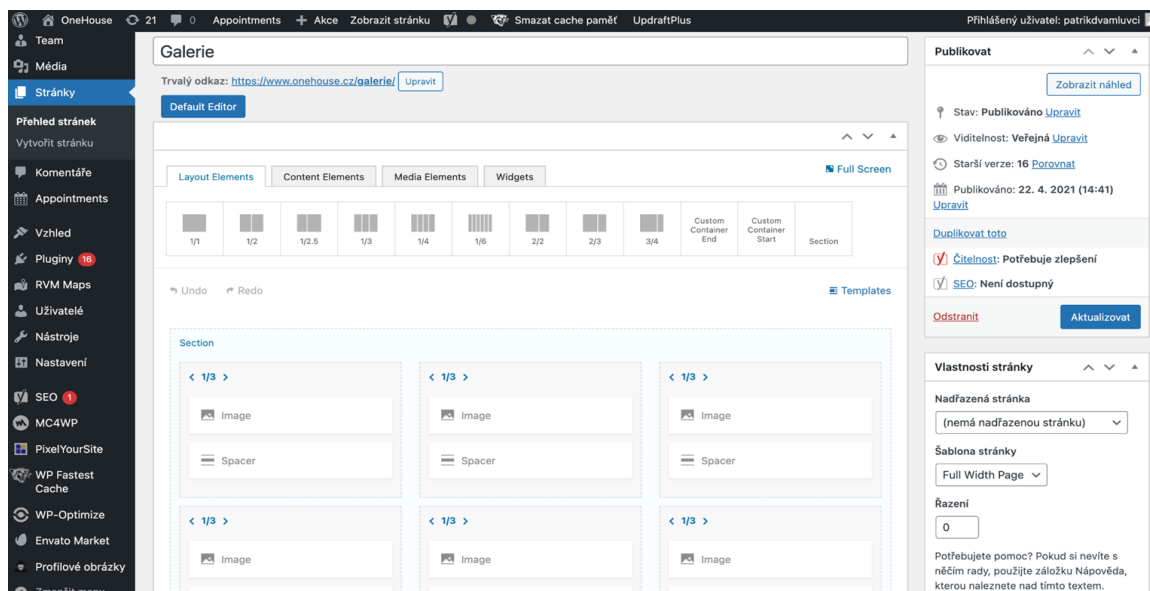 OneHouse 21 0 Appointments + Akce Zobrazit stránku Smazat cache paměť UpdraftPlus Přihlášený uživatel: patrikdvamluvci
Team
Média
Stránky
Přehled stránek
Vytvořit stránku
Komentáře
Appointments
Vzhled
Pluginy 16
RVM Maps
Uživatelé
Nástroje
Nastavení
SEO 1
MC4WP
PixelYourSite
WP Fastest
Cache
WP-Optimize
Envato Market
Profilové obrázky
Galerie
Trvalý odkaz: https://www.onehouse.cz/galerie/ Upravit
Default Editor
Layout Elements Content Elements Media Elements Widgets Full Screen
1/1 1/2 1/2.5 1/3 1/4 1/6 2/2 2/3 3/4 Custom Container End Custom Container Start Section
Undo Redo Templates
Section
1/3 1/3 1/3
Image Image Image
Spacer Spacer Spacer
1/3 1/3 1/3
Image Image Image
Publikovat
Zobrazit náhled
Stav: Publikováno Upravit
Viditelnost: Veřejná Upravit
Starší verze: 16 Porovnat
Publikováno: 22. 4. 2021 (14:41)
Upravit
Duplikovat toto
Čitelnost: Potřebuje zlepšení
SEO: Není dostupný
Odstranit Aktualizovat
Vlastnosti stránky
Nadřazená stránka
(nemá nadřazenou stránku)
Šablona stránky
Full Width Page
Řazení
0
Potřebujete pomoc? Pokud si nevíte s
něčím rady, použijte záložku Nápověda,
kterou naleznete nad tímto textem.